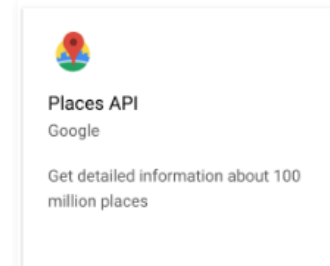 Places API
Google
Get detailed information about 100
million places